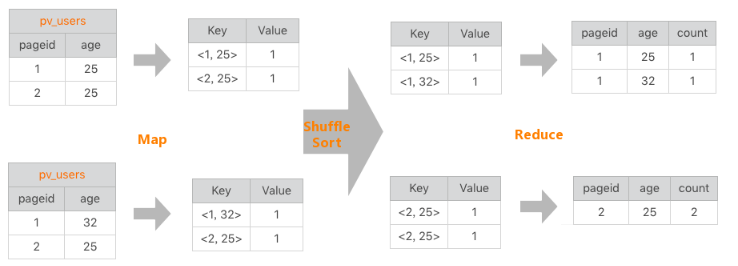 pv_users
pageid age
1 25
2 25
Key Value
<1, 25> 1
<2, 25> 1
Key Value
<1, 25> 1
<1, 32> 1
pageid age count
1 25 1
1 32 1
Map
Shuffle
Sort
Reduce
pv_users
pageid age
1 32
2 25
Key Value
<1, 32> 1
<2, 25> 1
Key Value
<2, 25> 1
<2, 25> 1
pageid age count
2 25 2